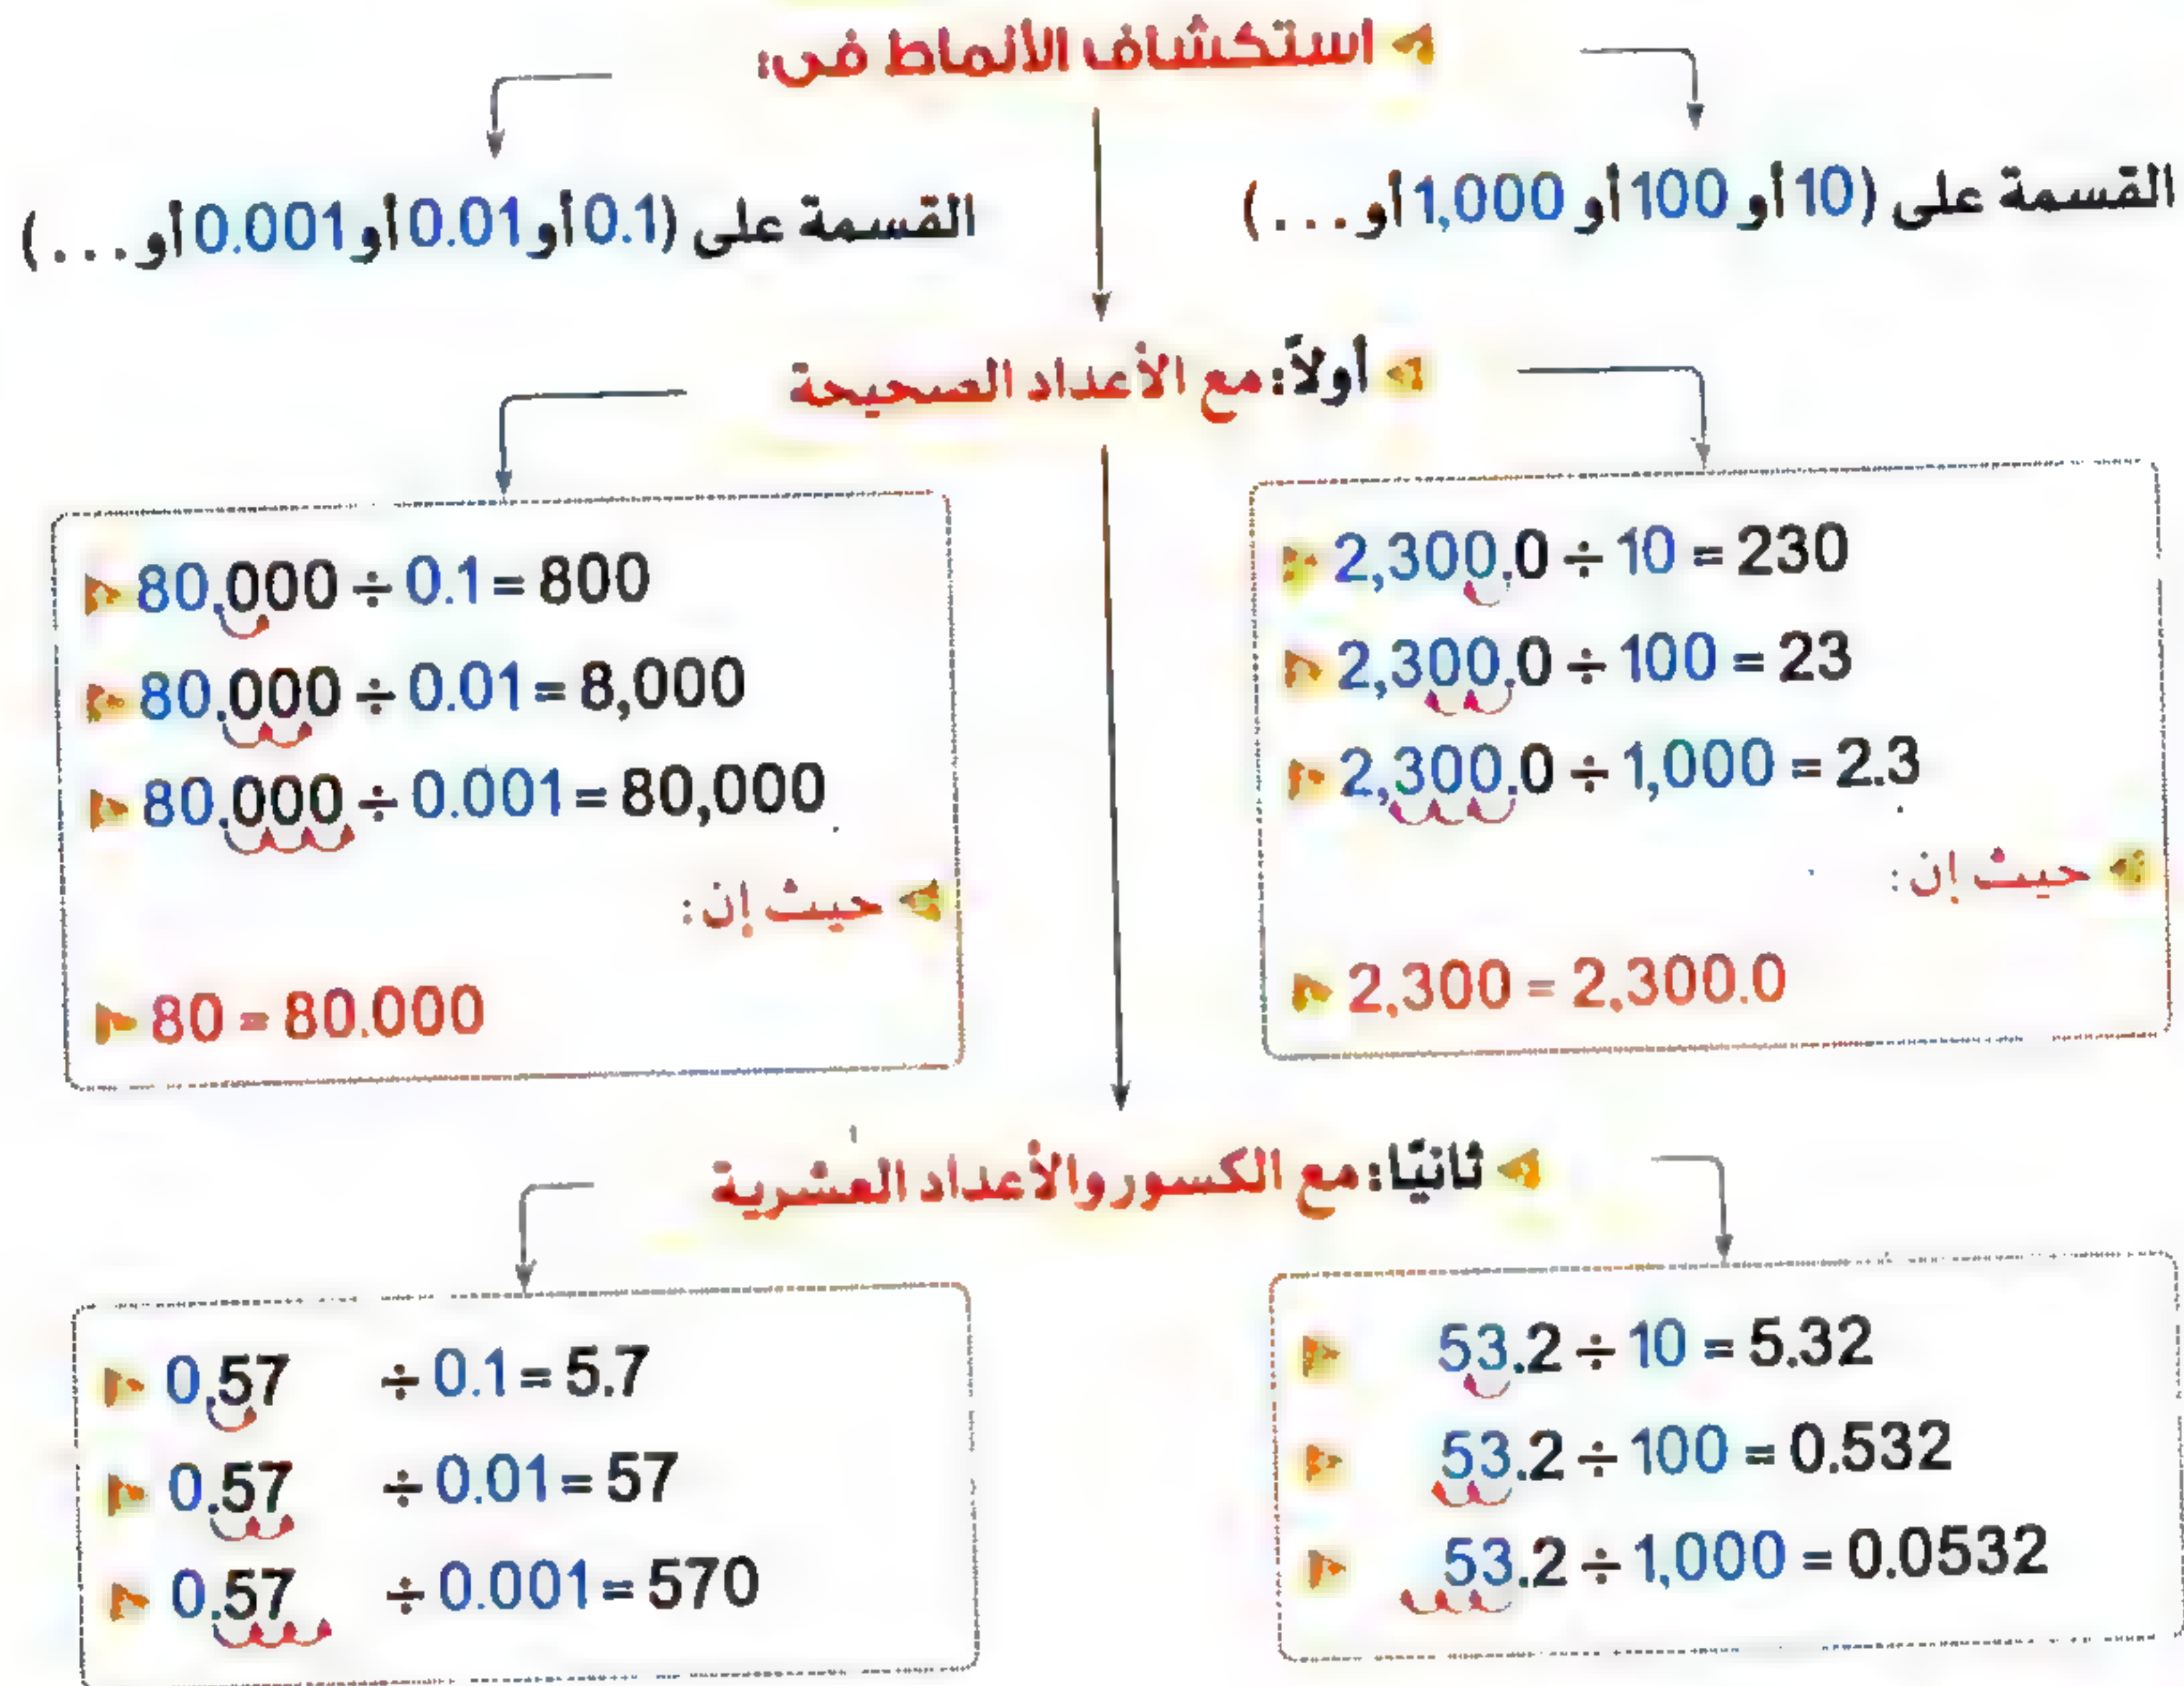 استكشاف الأنماط فى:
القسمة على (10 أو 100 أو 1,000 أو ...)
القسمة على (0.1 أو 0.01 أو 0.001 أو ...)
أولاً: مع الأعداد الصحيحة
2,300.0 ÷ 10 = 230
2,300.0 ÷ 100 = 23
2,300.0 ÷ 1,000 = 2.3
حيث إن:
2,300 = 2,300.0
80.000 ÷ 0.1 = 800
80.000 ÷ 0.01 = 8,000
80.000 ÷ 0.001 = 80,000
حيث إن:
80 = 80.000
ثانيًا: مع الكسور والأعداد العشرية
53.2 ÷ 10 = 5.32
53.2 ÷ 100 = 0.532
53.2 ÷ 1,000 = 0.0532
0.57 ÷ 0.1 = 5.7
0.57 ÷ 0.01 = 57
0.57 ÷ 0.001 = 570